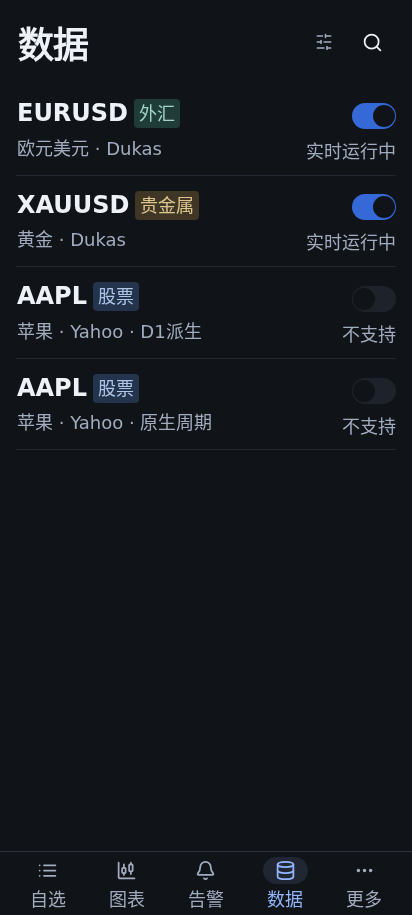 数据
EURUSD 外汇
欧元美元 · Dukas
实时运行中
XAUUSD 贵金属
黄金 · Dukas
实时运行中
AAPL 股票
苹果 · Yahoo · D1派生
不支持
AAPL 股票
苹果 · Yahoo · 原生周期
不支持
自选 图表 告警 数据 更多